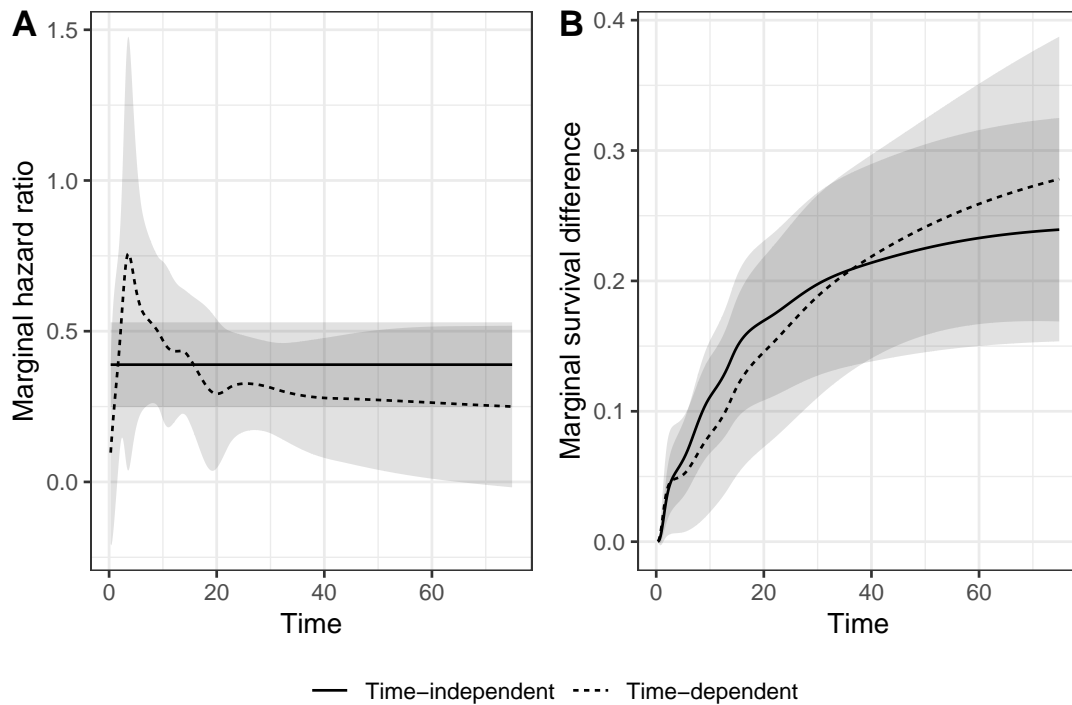 A
Marginal hazard ratio
1.5
1.0
0.5
0.0
0 20 40 60
Time
B
Marginal survival difference
0.4
0.3
0.2
0.1
0.0
0 20 40 60
Time
Time−independent Time−dependent